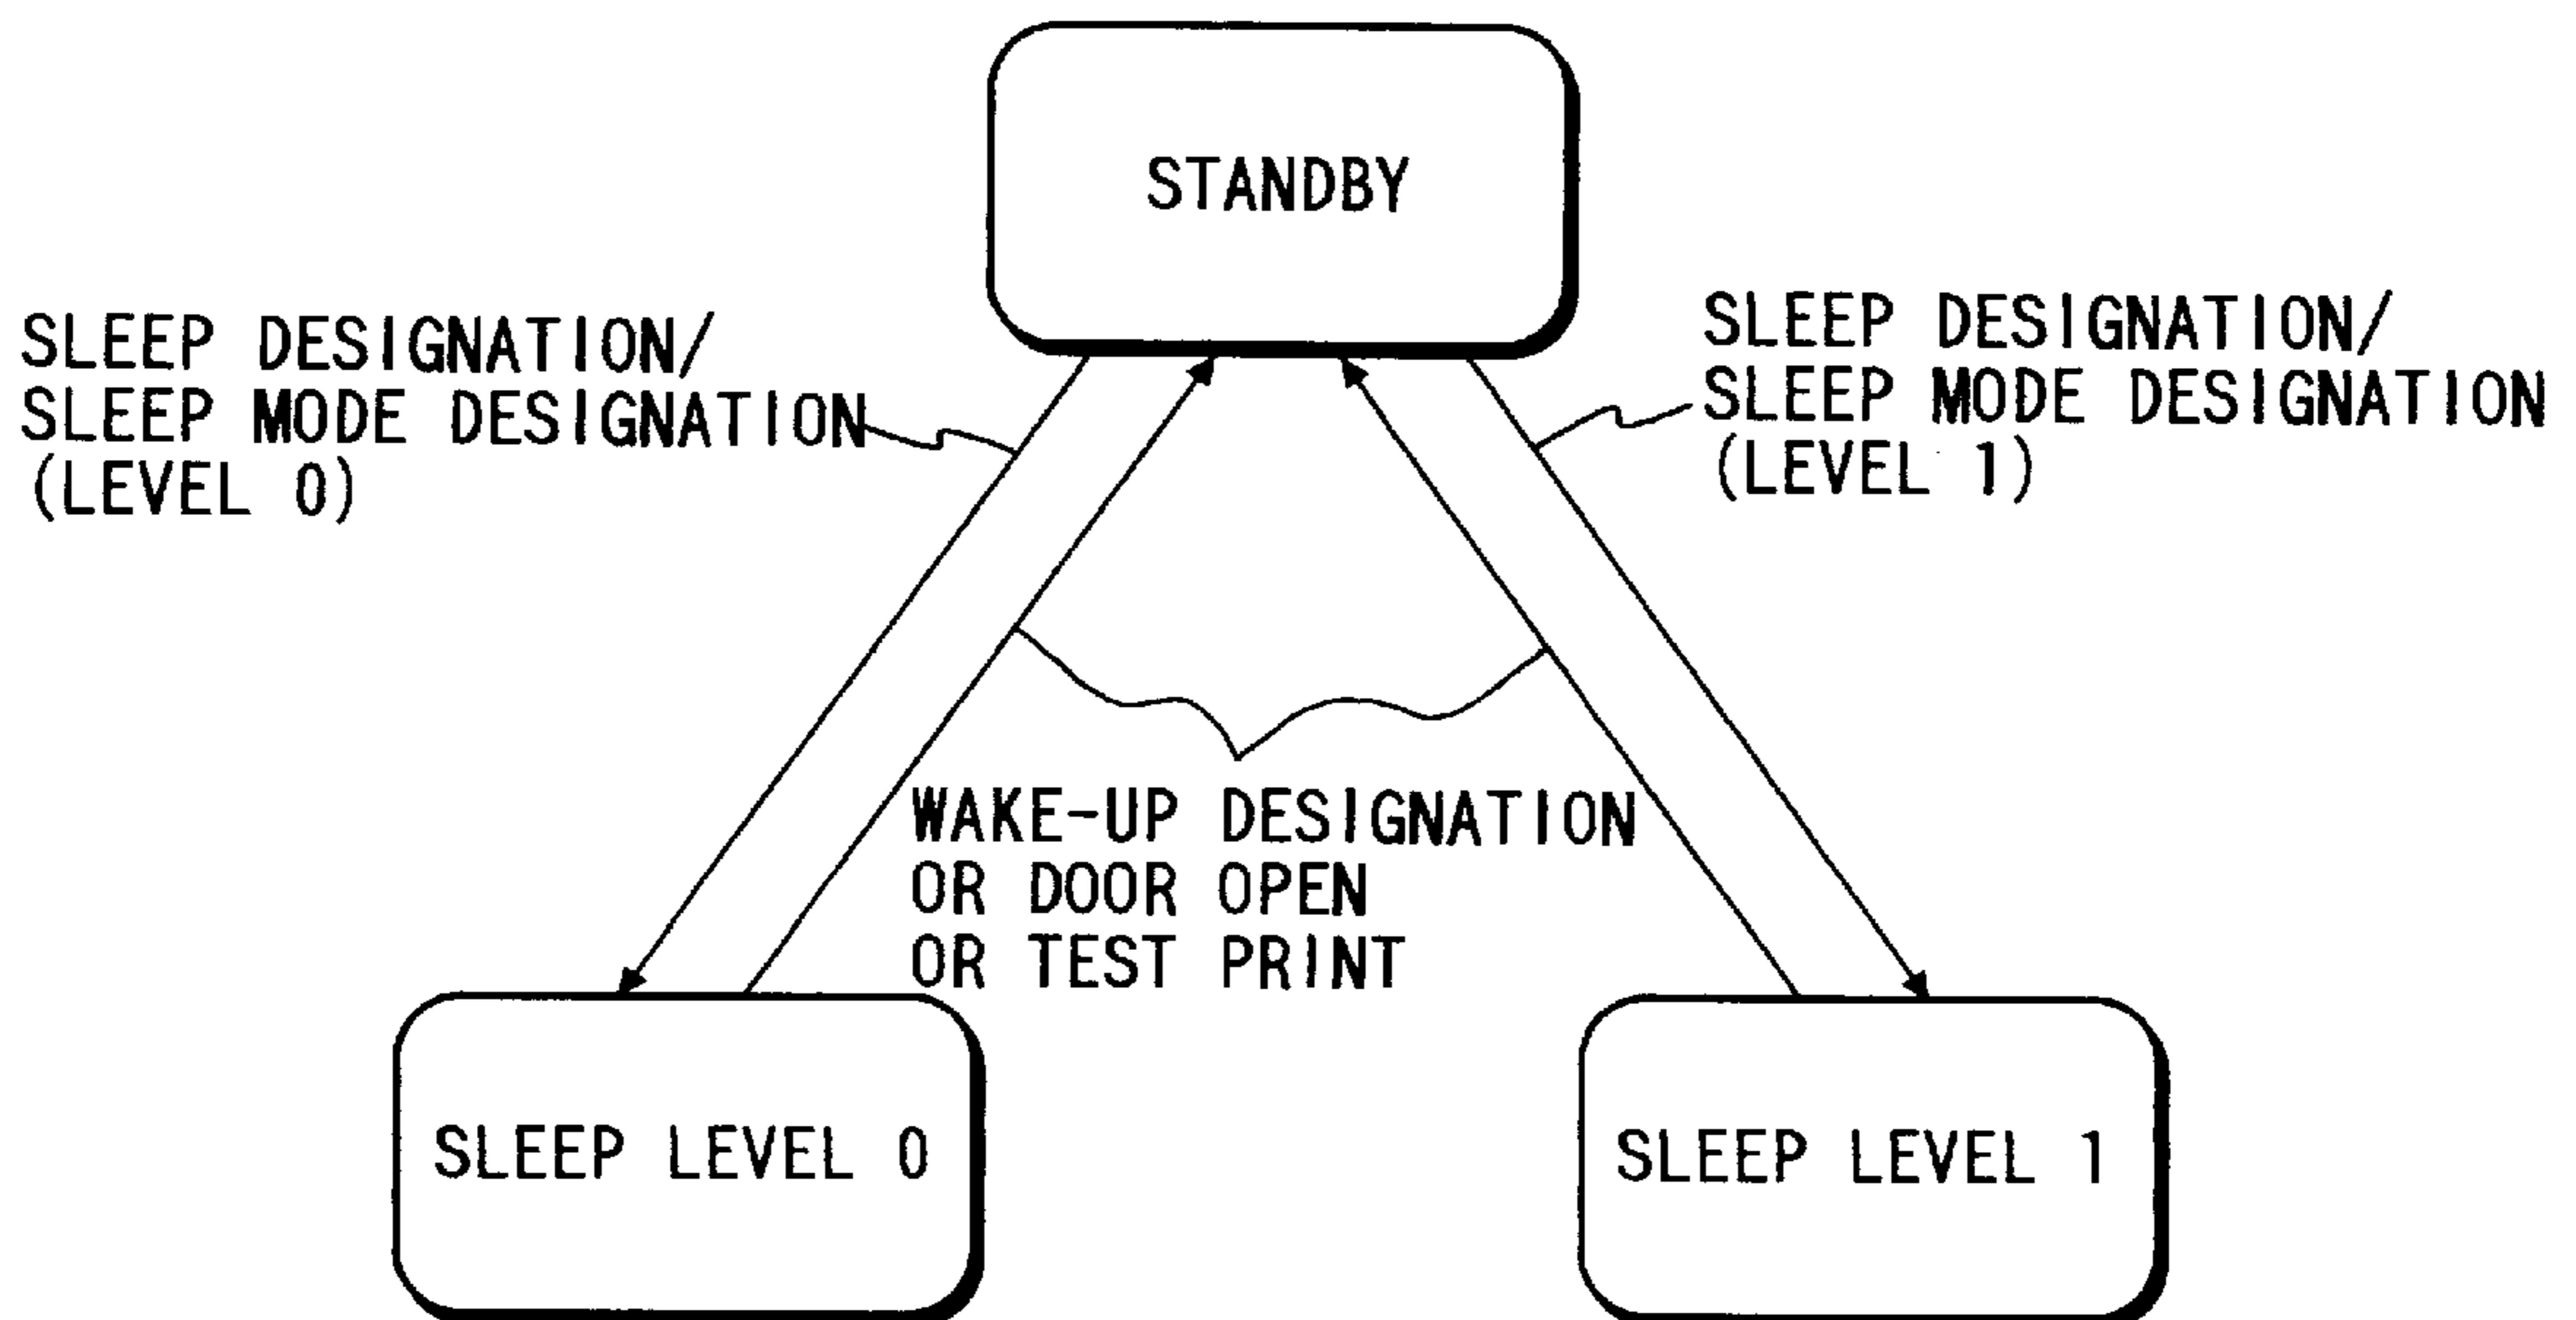 STANDBY
SLEEP DESIGNATION/
SLEEP MODE DESIGNATION
(LEVEL 0)
SLEEP DESIGNATION/
SLEEP MODE DESIGNATION
(LEVEL 1)
WAKE-UP DESIGNATION
OR DOOR OPEN
OR TEST PRINT
SLEEP LEVEL 0
SLEEP LEVEL 1